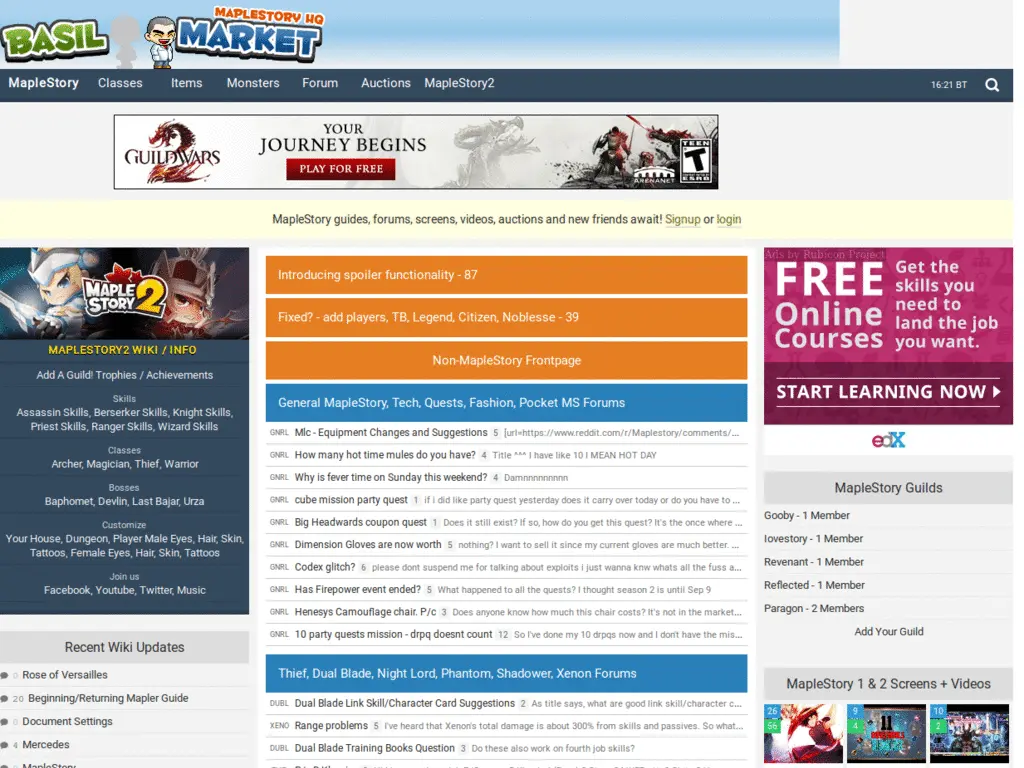 MAPLESTORY HQ
BASIL MARKET
MapleStory Classes Items Monsters Forum Auctions MapleStory2 16:21 BT
GUILDWARS 2
YOUR
JOURNEY BEGINS
PLAY FOR FREE
ARENANET
TEEN
T
ESRB
MapleStory guides, forums, screens, videos, auctions and new friends await! Signup or login
MAPLE STORY 2
MAPLESTORY2 WIKI / INFO
Add A Guild! Trophies / Achievements
Skills
Assassin Skills, Berserker Skills, Knight Skills,
Priest Skills, Ranger Skills, Wizard Skills
Classes
Archer, Magician, Thief, Warrior
Bosses
Baphomet, Devlin, Last Bajar, Urza
Customize
Your House, Dungeon, Player Male Eyes, Hair, Skin,
Tattoos, Female Eyes, Hair, Skin, Tattoos
Join us
Facebook, Youtube, Twitter, Music
Recent Wiki Updates
0 Rose of Versailles
20 Beginning/Returning Mapler Guide
0 Document Settings
4 Mercedes
MapleStory
Introducing spoiler functionality - 87
Fixed? - add players, TB, Legend, Citizen, Noblesse - 39
Non-MapleStory Frontpage
General MapleStory, Tech, Quests, Fashion, Pocket MS Forums
GNRL Mlc - Equipment Changes and Suggestions 5 [url=https://www.reddit.com/r/Maplestory/comments/...
GNRL How many hot time mules do you have? 4 Title ^^^ I have like 10 I MEAN HOT DAY
GNRL Why is fever time on Sunday this weekend? 4 Damnnnnnnnnn
GNRL cube mission party quest 1 if i did like party quest yesterday does it carry over today or do you have to ...
GNRL Big Headwards coupon quest 1 Does it still exist? If so, how do you get this quest? It's the once where ...
GNRL Dimension Gloves are now worth 5 nothing? I want to sell it since my current gloves are much better. ...
GNRL Codex glitch? 6 please dont suspend me for talking about exploits i just wanna knw whats all the fuss a...
GNRL Has Firepower event ended? 5 What happened to all the quests? I thought season 2 is until Sep 9
GNRL Henesys Camouflage chair. P/c 3 Does anyone know how much this chair costs? It's not in the market...
GNRL 10 party quests mission - drpq doesnt count 12 So I've done my 10 drpqs now and I don't have the mis...
Thief, Dual Blade, Night Lord, Phantom, Shadower, Xenon Forums
DUBL Dual Blade Link Skill/Character Card Suggestions 2 As title says, what are good link skill/character c...
XENO Range problems 5 I've heard that Xenon's total damage is about 300% from skills and passives. So what...
DUBL Dual Blade Training Books Question 3 Do these also work on fourth job skills?
Ads by Rubicon Project
FREE
Online
Courses
Get the
skills you
need to
land the job
you want.
START LEARNING NOW
edX
MapleStory Guilds
Gooby - 1 Member
Iovestory - 1 Member
Revenant - 1 Member
Reflected - 1 Member
Paragon - 2 Members
Add Your Guild
MapleStory 1 & 2 Screens + Videos
26 9 10
56 4 2
11